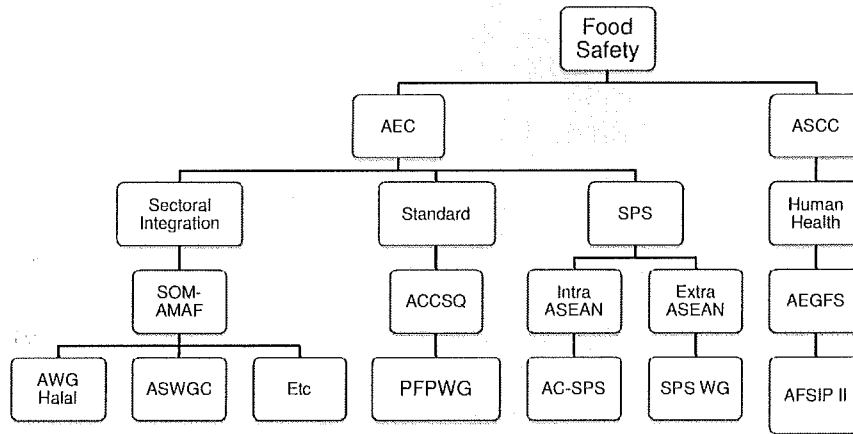 Food
Safety
AEC
ASCC
Sectoral
Integration
Standard
SPS
Human
Health
SOM-
AMAF
ACCSQ
Intra
ASEAN
Extra
ASEAN
AEGFS
AWG
Halal
ASWGC
Etc
PFPWG
AC-SPS
SPS WG
AFSIP II